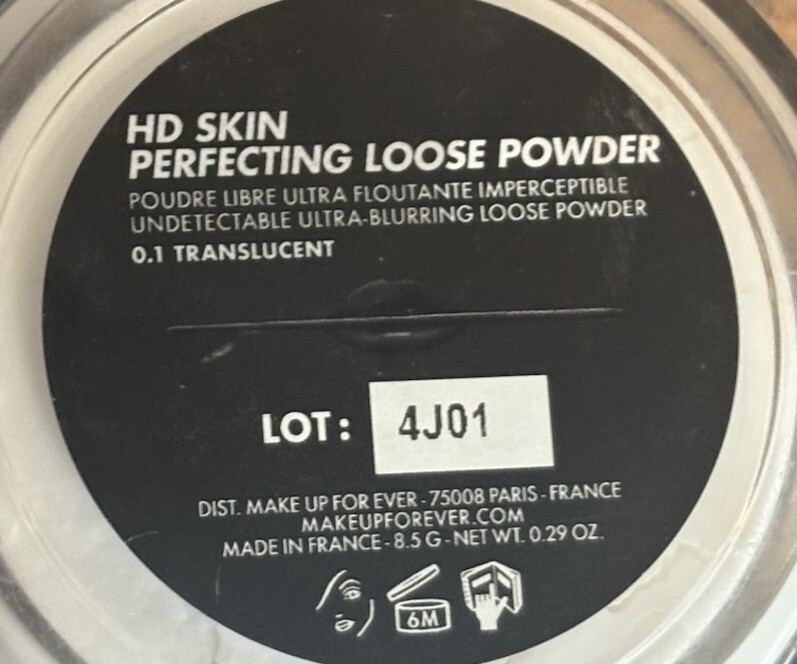 HD SKIN
PERFECTING LOOSE POWDER
POUDRE LIBRE ULTRA FLOUTANTE IMPERCEPTIBLE
UNDETECTABLE ULTRA-BLURRING LOOSE POWDER
0.1 TRANSLUCENT
LOT: 4J01
DIST. MAKE UP FOR EVER - 75008 PARIS - FRANCE
MAKEUPFOREVER.COM
MADE IN FRANCE - 8.5 G - NET WT. 0.29 OZ.
6M